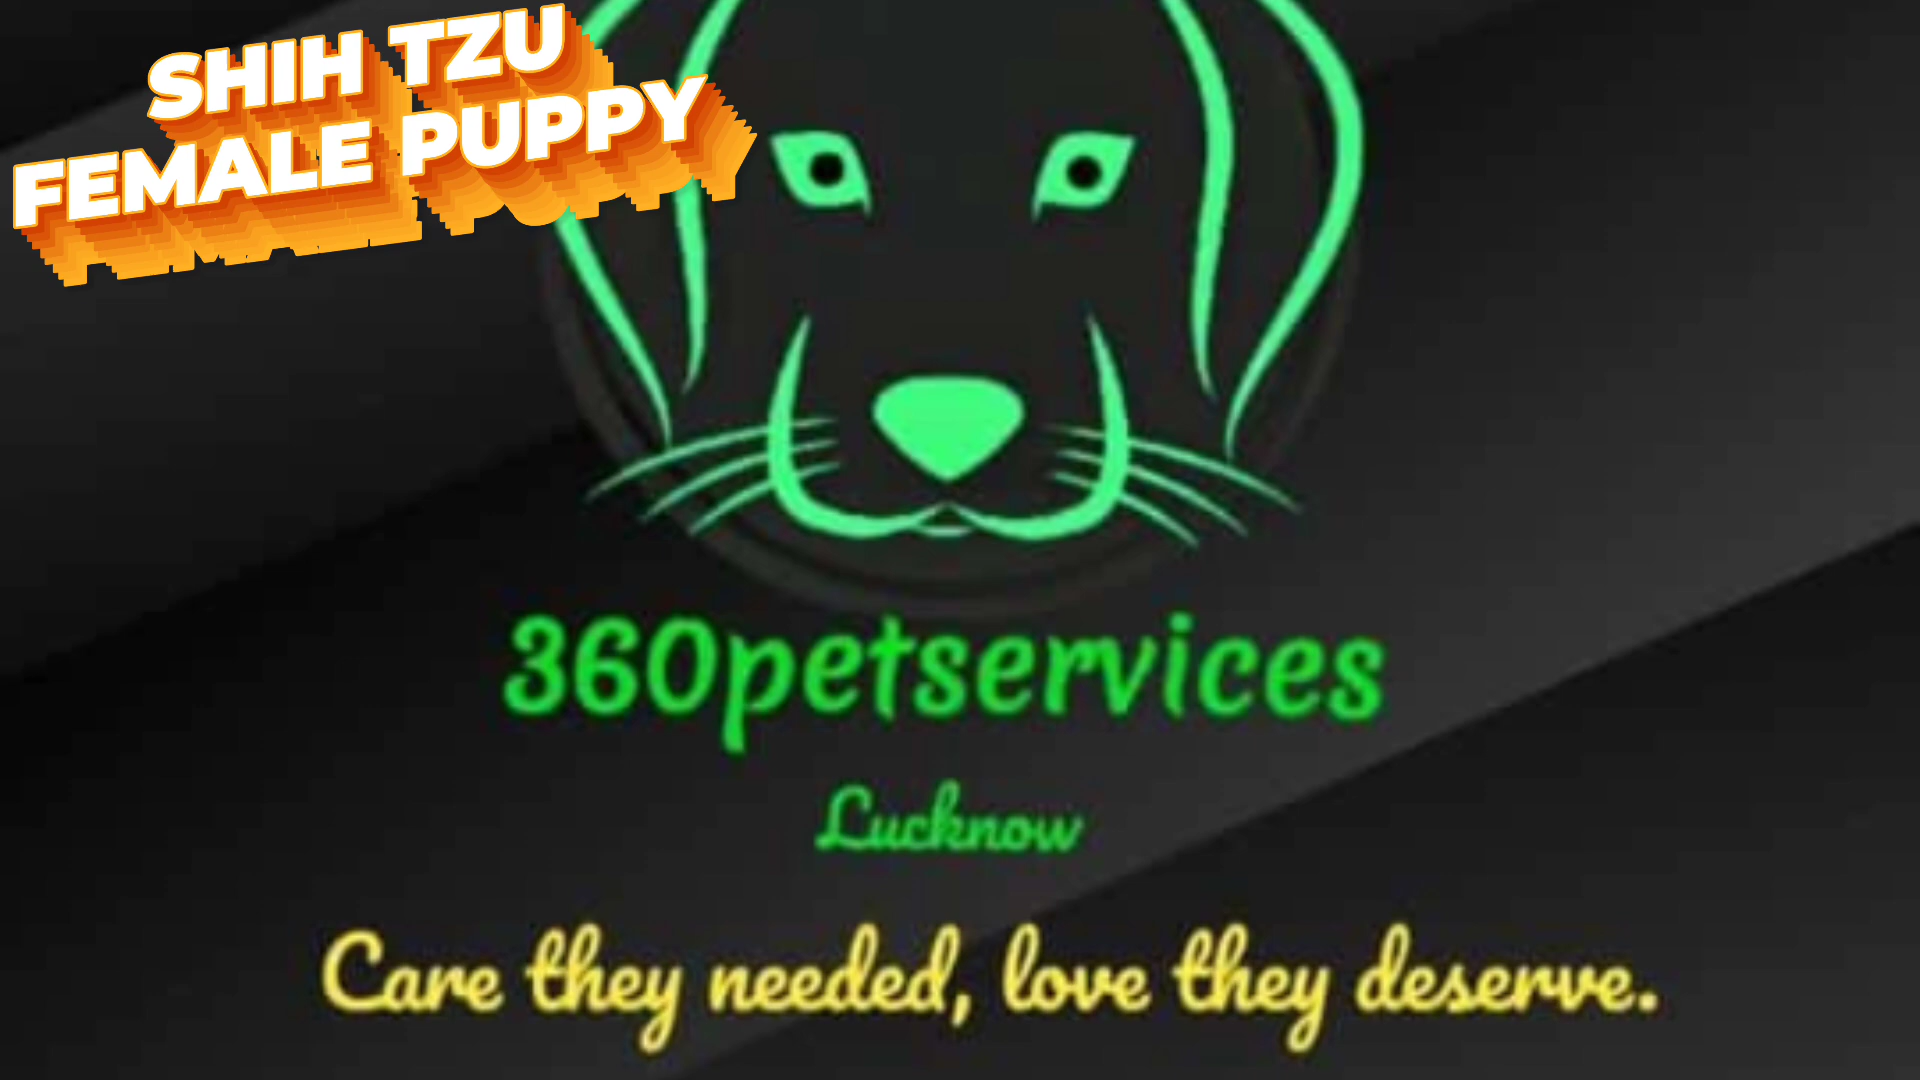 SHIH TZU
FEMALE PUPPY
360petservices
Lucknow
Care they needed, love they deserve.